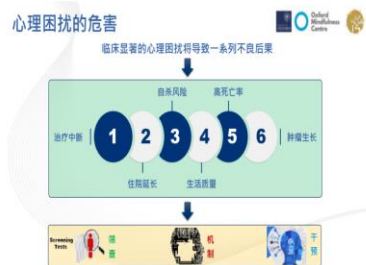 心理困扰的危害
Oxford
Mindfulness
Centre
临床显著的心理困扰将导致一系列不良后果
自杀风险
高死亡率
治疗中断
1 2 3 4 5 6
肿瘤生长
住院延长
生活质量
Screening
Tests
筛查
机制
干预